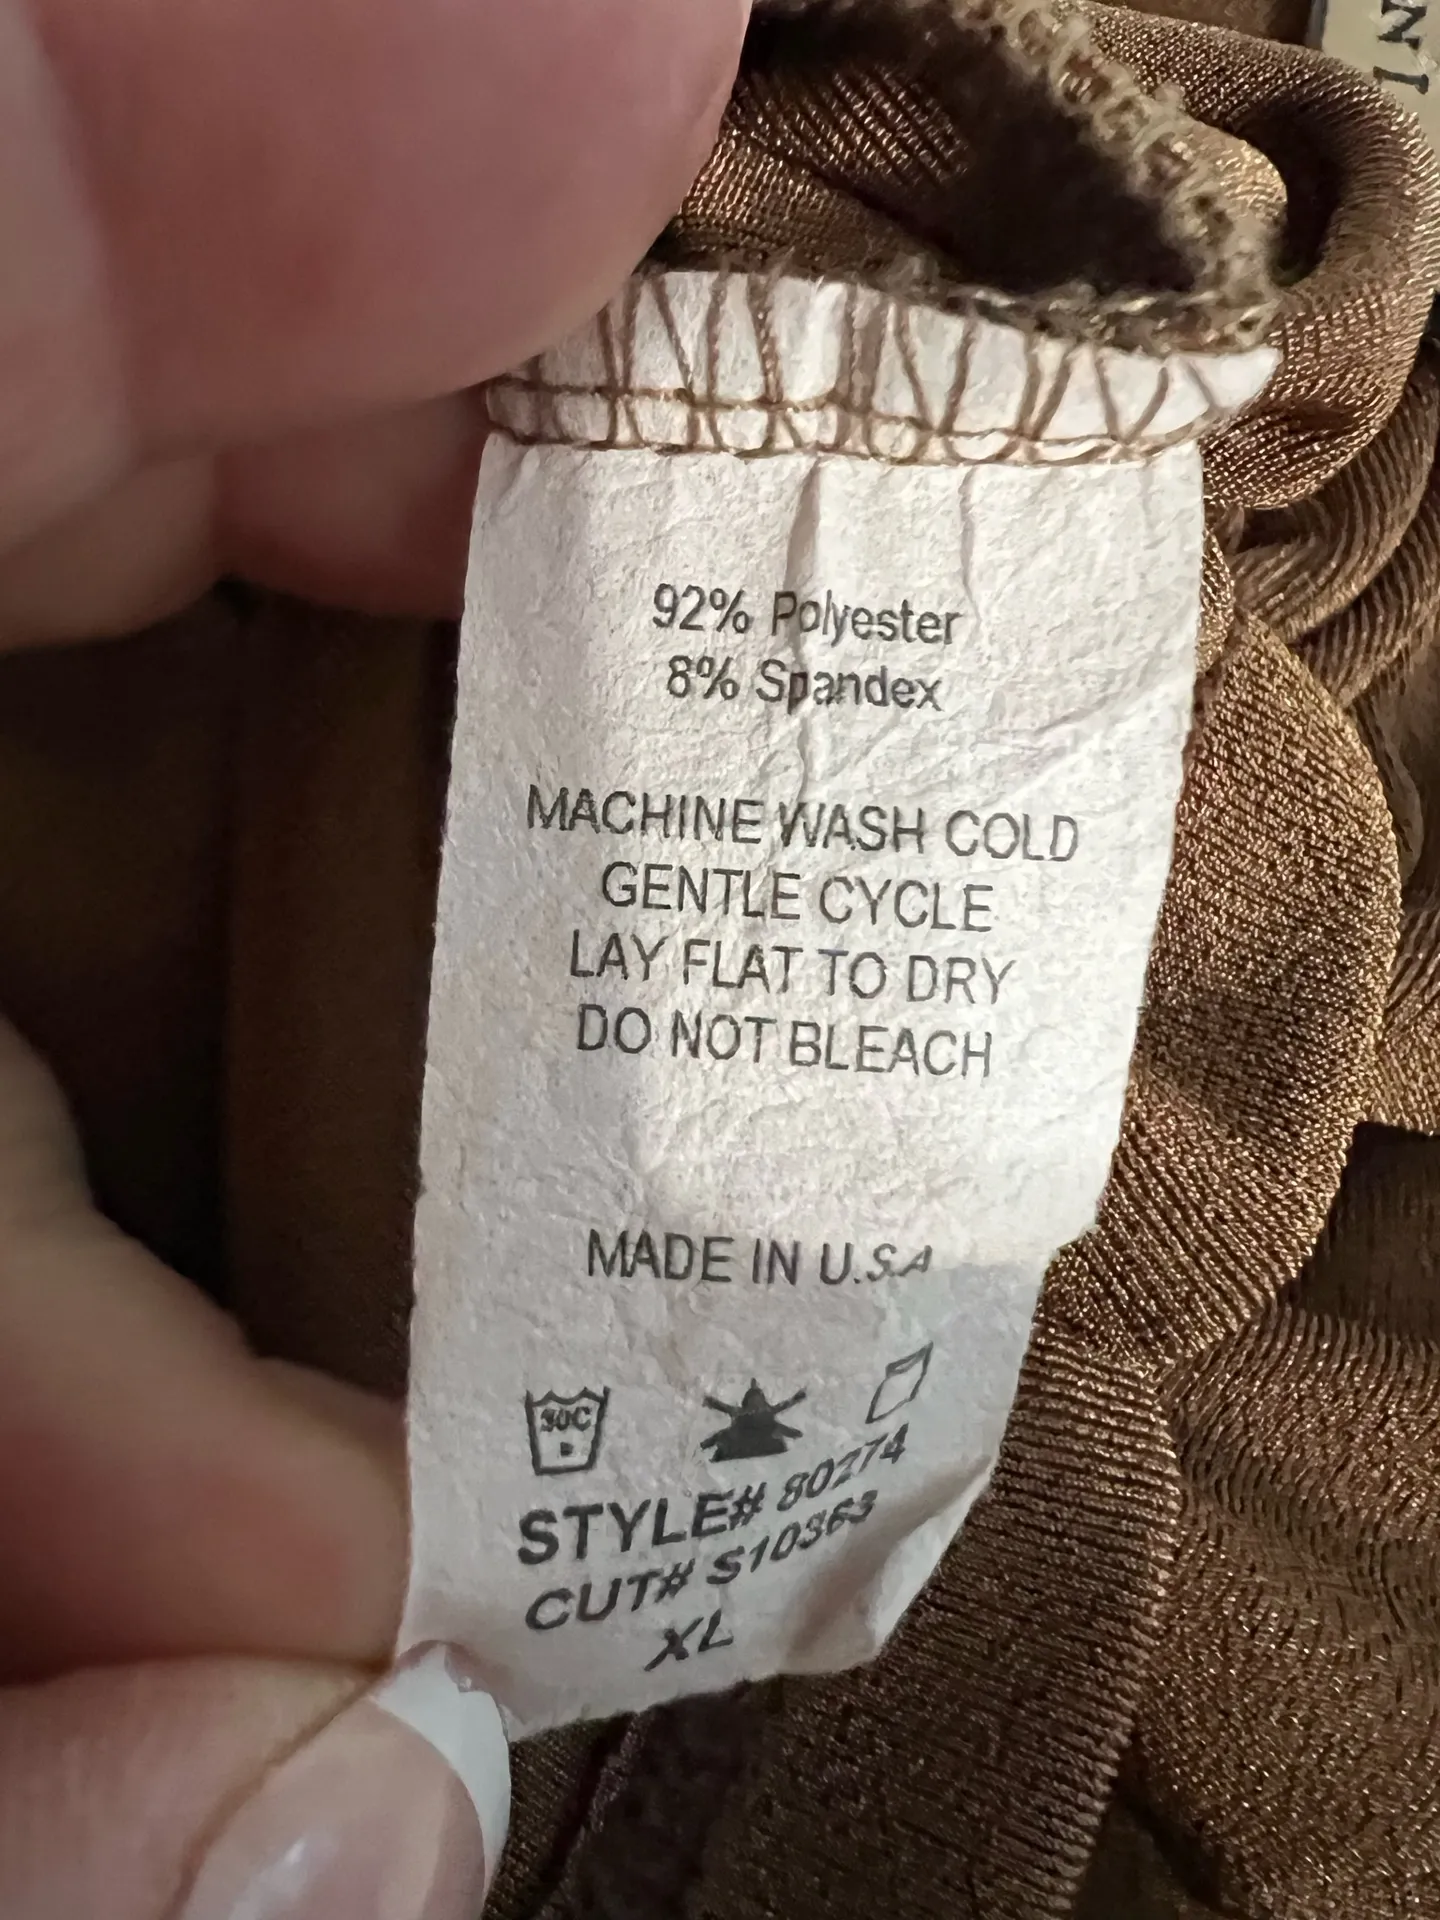 92% Polyester
8% Spandex
MACHINE WASH COLD
GENTLE CYCLE
LAY FLAT TO DRY
DO NOT BLEACH
MADE IN U.S.A
30C
STYLE# 80274
CUT# S10363
XL